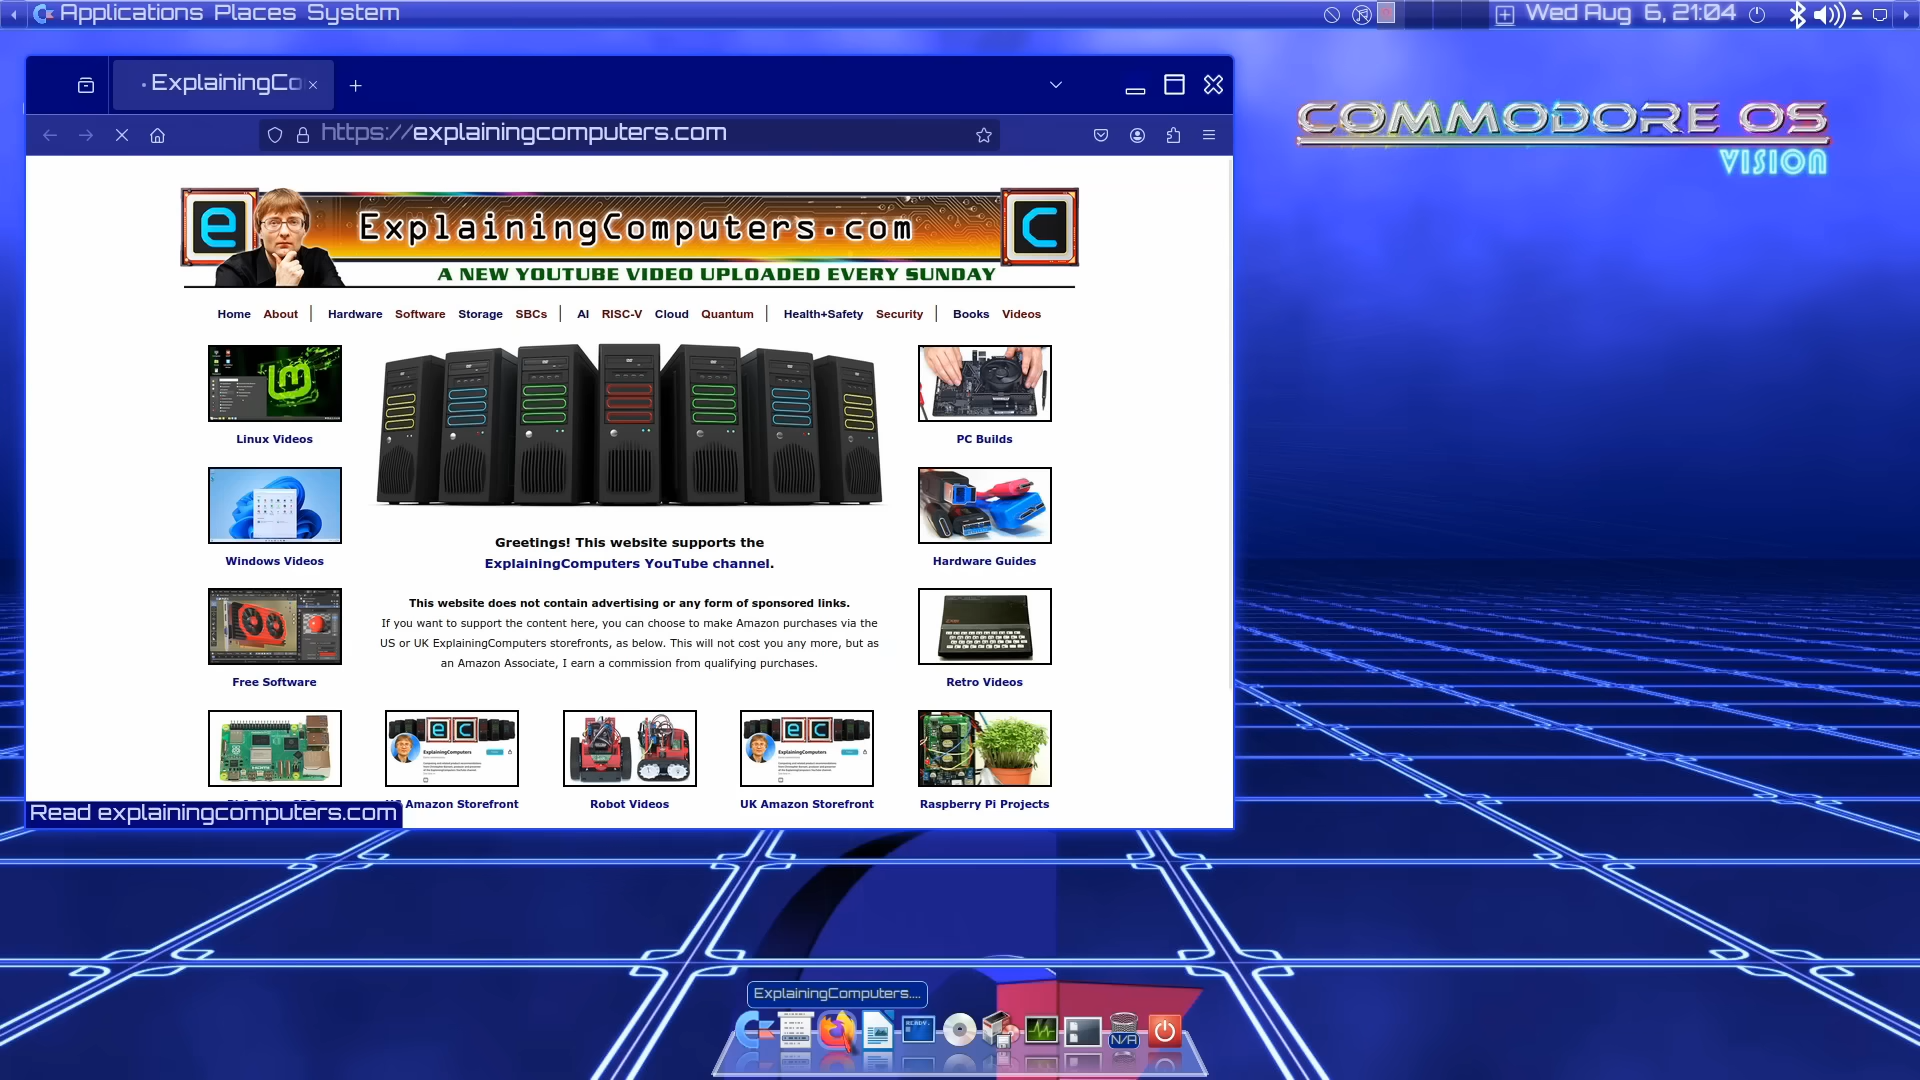 Applications Places System
Wed Aug 6, 21:04
COMMODORE OS
VISION
ExplainingCo
https://explainingcomputers.com
e ExplainingComputers.com C
A NEW YOUTUBE VIDEO UPLOADED EVERY SUNDAY
Home About | Hardware Software Storage SBCs | AI RISC-V Cloud Quantum | Health+Safety Security | Books Videos
Linux Videos
PC Builds
Windows Videos
Hardware Guides
Greetings! This website supports the
ExplainingComputers YouTube channel.
This website does not contain advertising or any form of sponsored links.
If you want to support the content here, you can choose to make Amazon purchases via the
US or UK ExplainingComputers storefronts, as below. This will not cost you any more, but as
an Amazon Associate, I earn a commission from qualifying purchases.
Free Software
Retro Videos
ExplainingComputers
ExplainingComputers
Amazon Storefront
Robot Videos
UK Amazon Storefront
Raspberry Pi Projects
Read explainingcomputers.com
ExplainingComputers....
READY.
N/A